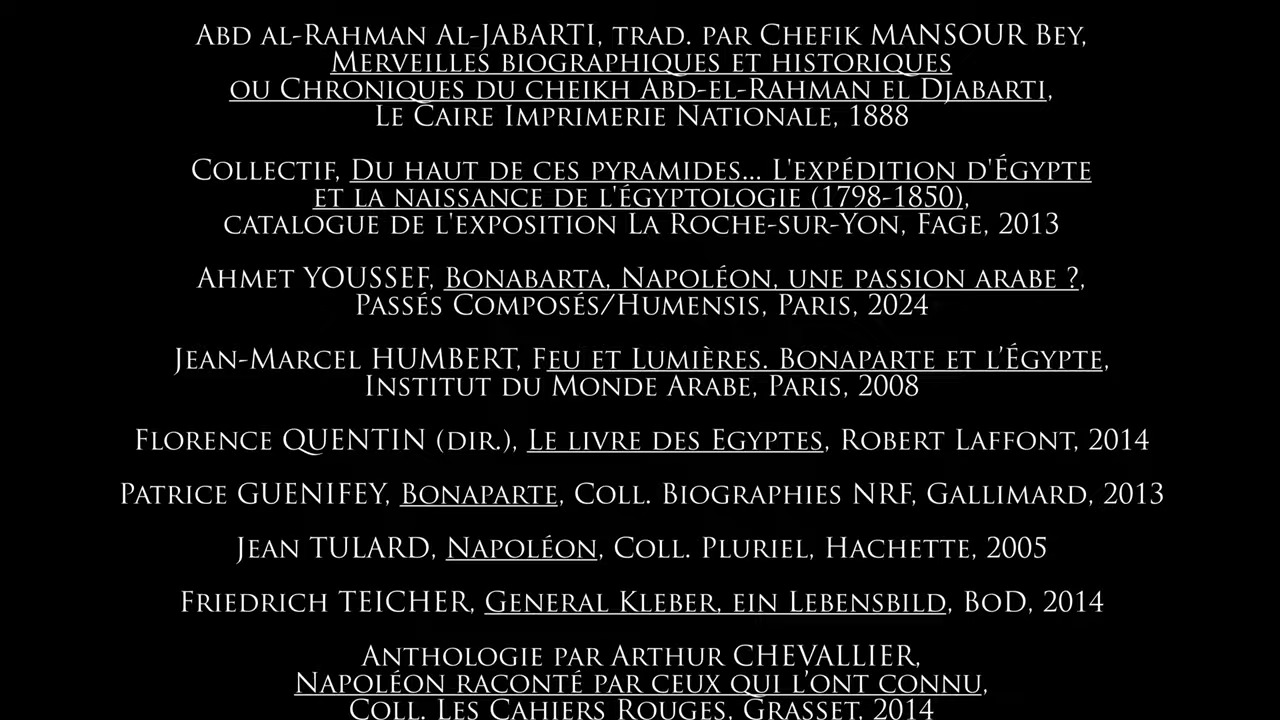 Abd al-Rahman Al-JABARTI, trad. par Chefik MANSOUR Bey,
Merveilles biographiques et historiques
ou Chroniques du cheikh Abd-el-Rahman el Djabarti,
Le Caire Imprimerie Nationale, 1888
Collectif, Du haut de ces pyramides... L'expédition d'Égypte
et la naissance de l'égyptologie (1798-1850),
catalogue de l'exposition La Roche-sur-Yon, Fage, 2013
Ahmet YOUSSEF, Bonabarta, Napoléon, une passion arabe ?,
Passés Composés/Humensis, Paris, 2024
Jean-Marcel HUMBERT, Feu et Lumières. Bonaparte et l’Égypte,
Institut du Monde Arabe, Paris, 2008
Florence QUENTIN (dir.), Le livre des Egyptes, Robert Laffont, 2014
Patrice GUENIFEY, Bonaparte, Coll. Biographies NRF, Gallimard, 2013
Jean TULARD, Napoléon, Coll. Pluriel, Hachette, 2005
Friedrich TEICHER, General Kleber, ein Lebensbild, BoD, 2014
Anthologie par Arthur CHEVALLIER,
Napoléon raconté par ceux qui l’ont connu,
Coll. Les Cahiers Rouges, Grasset, 2014